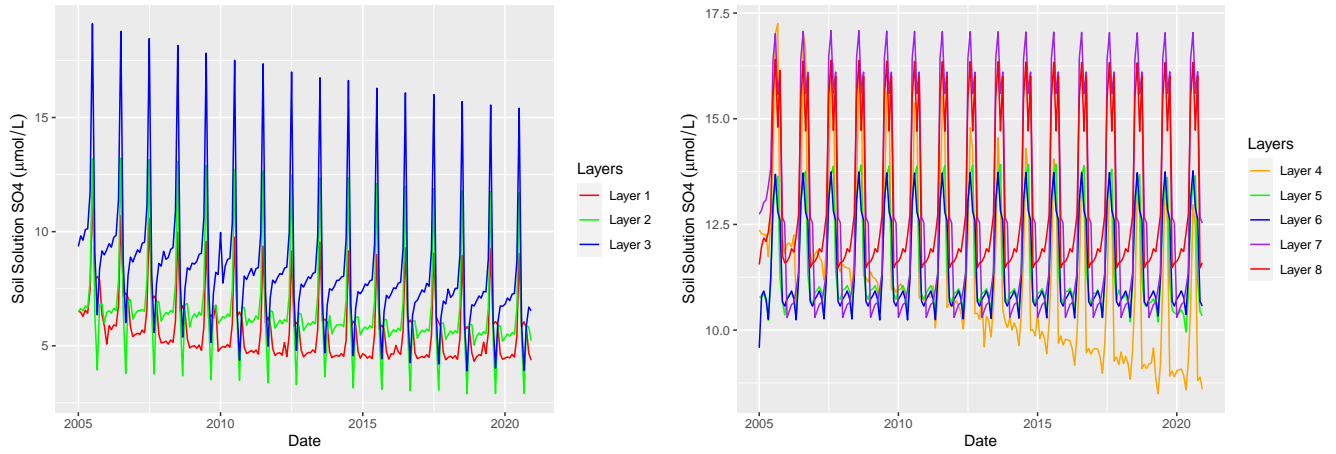 Soil Solution SO4 (μmol/L)
15
10
5
2005
2010
2015
2020
Date
Layers
Layer 1
Layer 2
Layer 3
Soil Solution SO4 (μmol/L)
17.5
15.0
12.5
10.0
2005
2010
2015
2020
Date
Layers
Layer 4
Layer 5
Layer 6
Layer 7
Layer 8